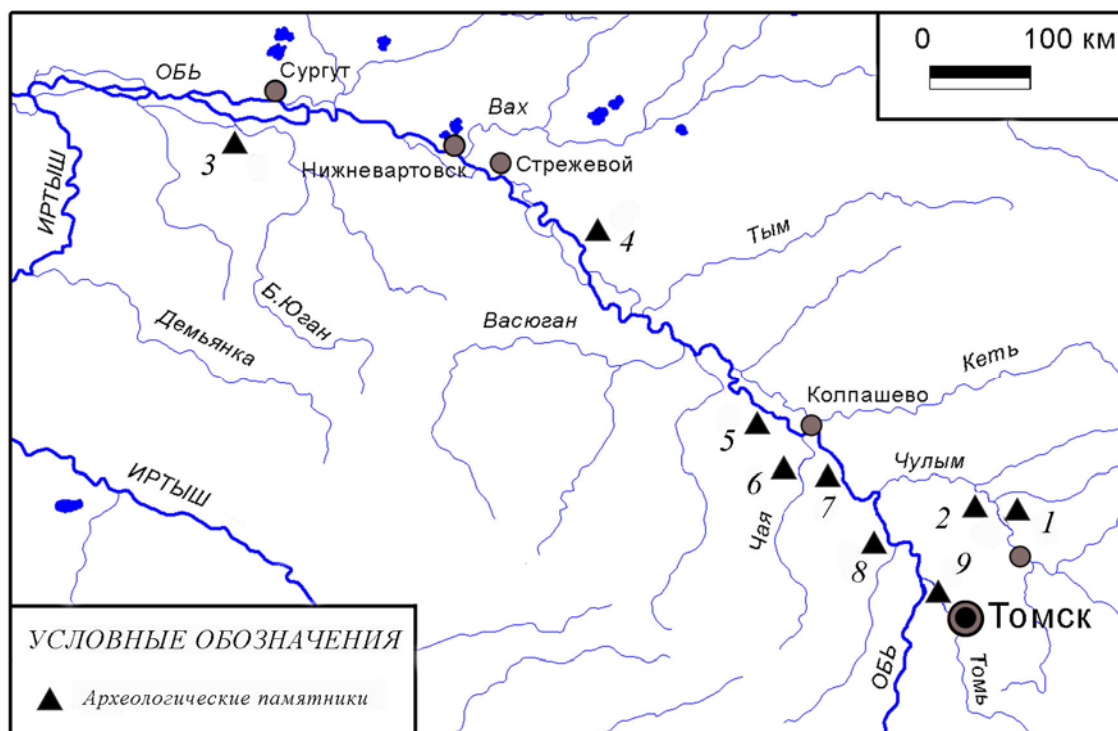 0 100 км
ОБЬ
Сургут
Вах
3
Нижневартовск
Стрежевой
ИРТЫШ
4
Тым
Б.Юган
Васюган
Демьянка
Кеть
Колпашево
5
ИРТЫШ
6
7
Чулым
Чая
2
1
8
9
Томск
ОБЬ
Томь
УСЛОВНЫЕ ОБОЗНАЧЕНИЯ
Археологические памятники